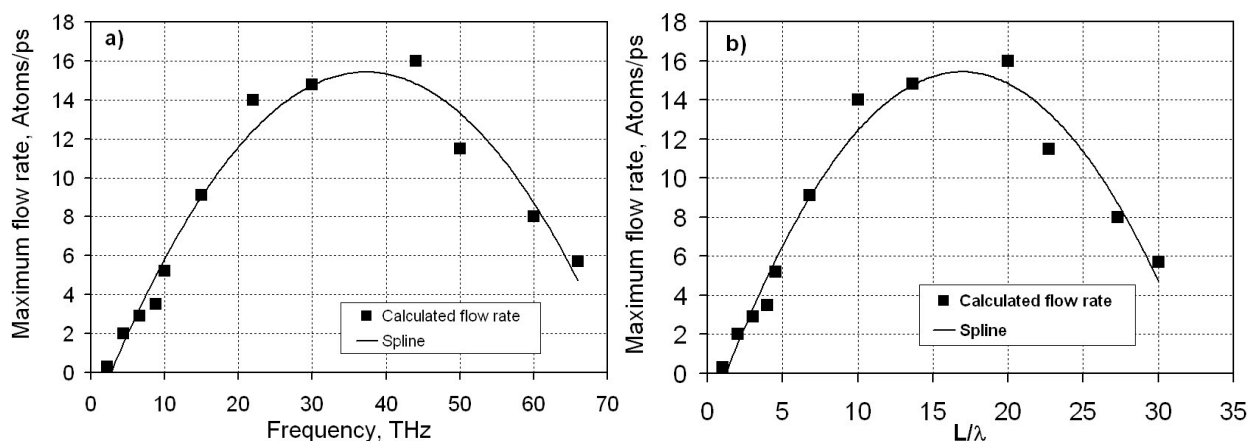 a)
Maximum flow rate, Atoms/ps
18
16
14
12
10
8
6
4
2
0
Calculated flow rate
Spline
0 10 20 30 40 50 60 70
Frequency, THz
b)
Maximum flow rate, Atoms/ps
18
16
14
12
10
8
6
4
2
0
Calculated flow rate
Spline
0 5 10 15 20 25 30 35
L/λ